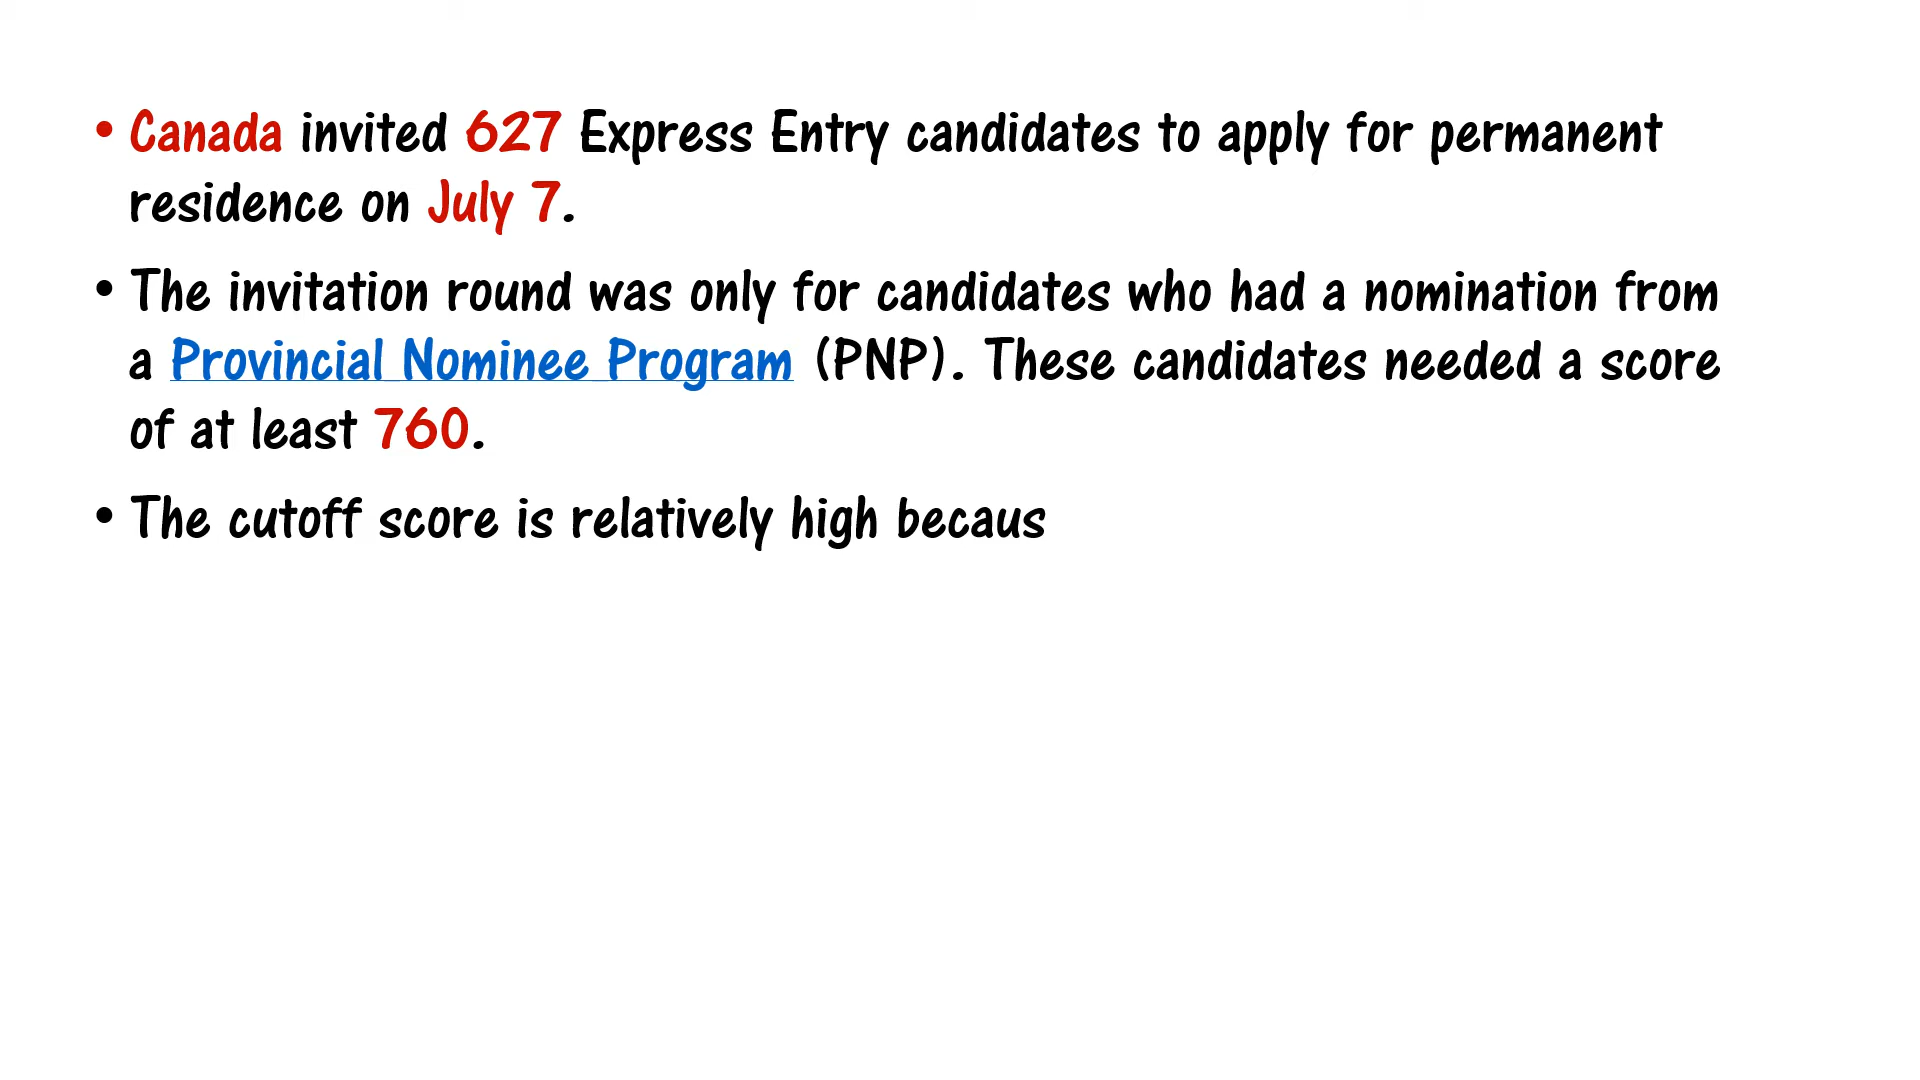 • Canada invited 627 Express Entry candidates to apply for permanent
residence on July 7.
• The invitation round was only for candidates who had a nomination from
a Provincial Nominee Program (PNP). These candidates needed a score
of at least 760.
• The cutoff score is relatively high becaus